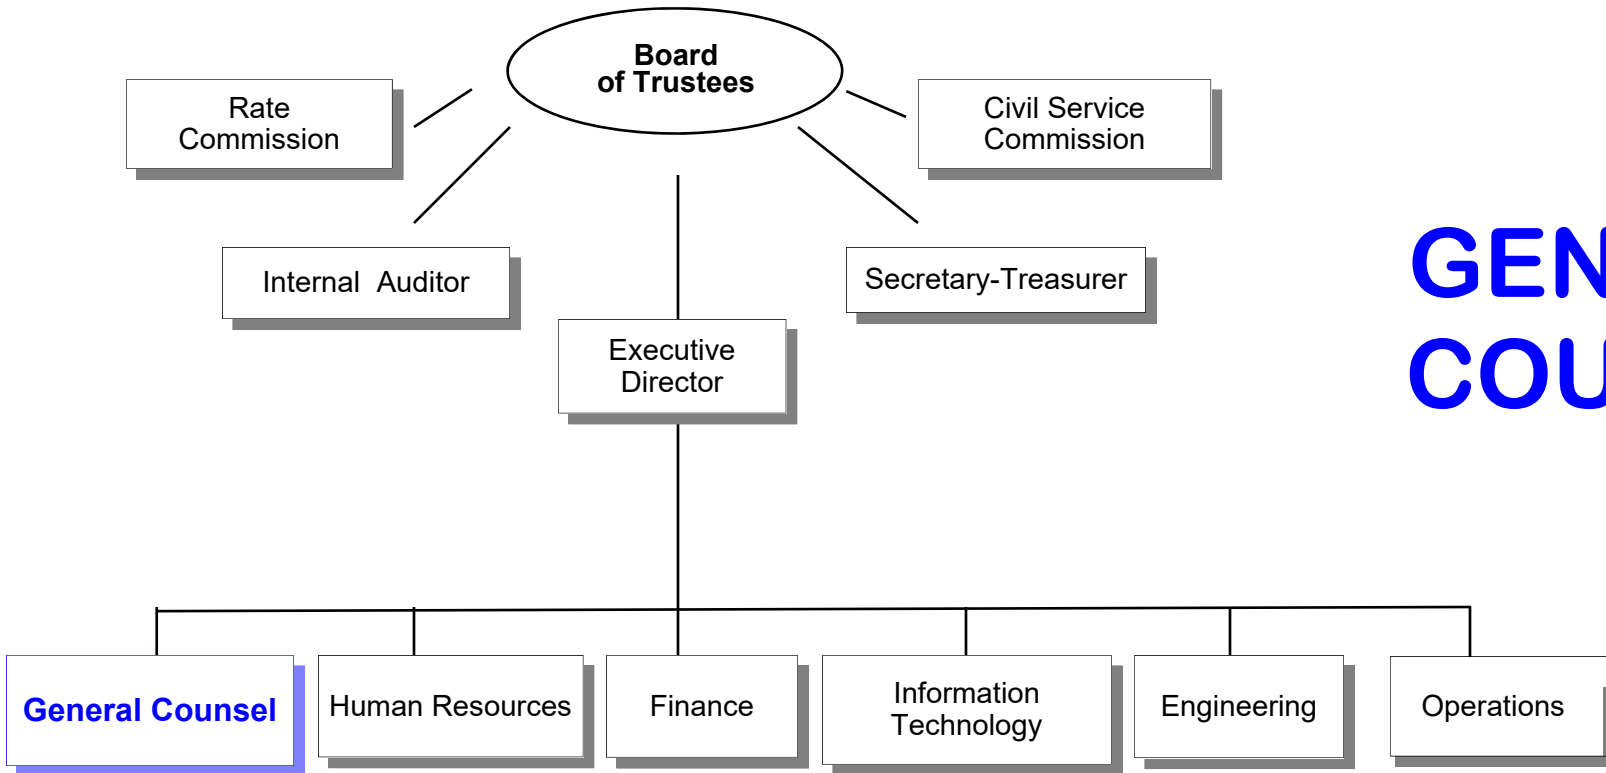 Board
of Trustees
Rate
Commission
Civil Service
Commission
Internal Auditor
Secretary-Treasurer
GEN
COU
Executive
Director
General Counsel
Human Resources
Finance
Information
Technology
Engineering
Operations